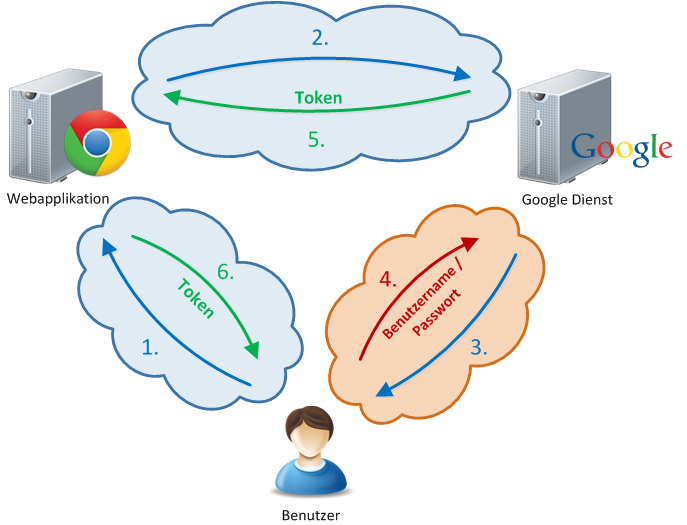 2.
Token
5.
Google
Webapplikation
Google Dienst
6.
Token
1.
4.
Benutzername /
Passwort
3.
Benutzer